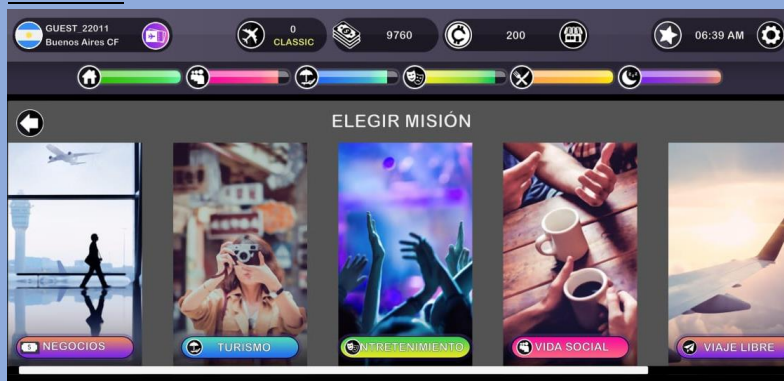 GUEST_22011
Buenos Aires CF
0
CLASSIC
9760
200
06:39 AM
ELEGIR MISIÓN
NEGOCIOS
TURISMO
ENTRETENIMIENTO
VIDA SOCIAL
VIAJE LIBRE